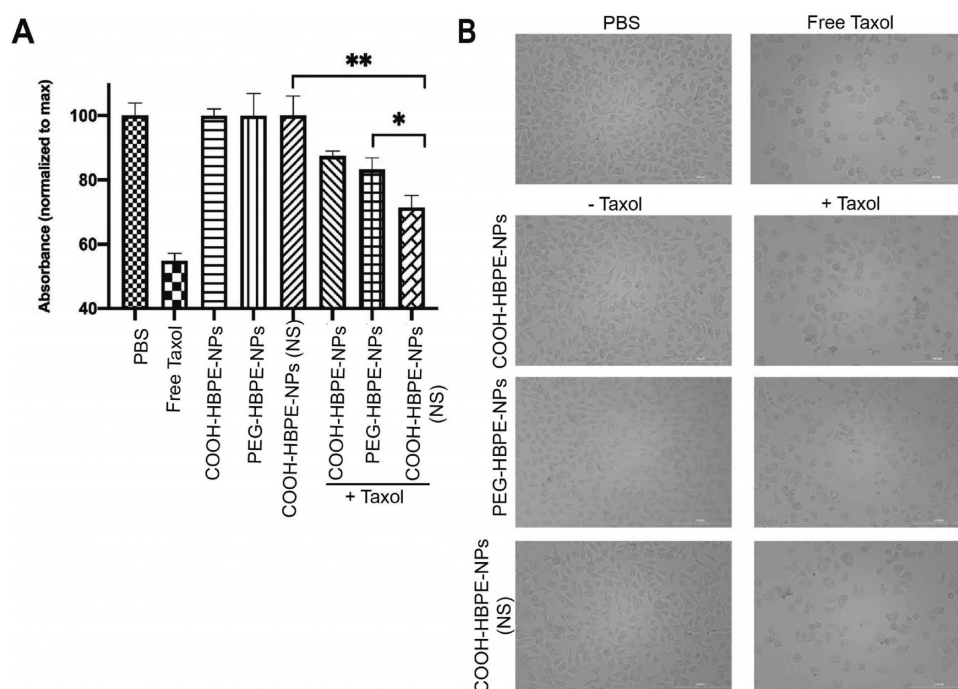 A
Absorbance (normalized to max)
100
80
60
40
**
*
PBS
Free Taxol
COOH-HBPE-NPs
PEG-HBPE-NPs
COOH-HBPE-NPs (NS)
COOH-HBPE-NPs
PEG-HBPE-NPs
COOH-HBPE-NPs
(NS)
+ Taxol
B
PBS
Free Taxol
- Taxol
+ Taxol
COOH-HBPE-NPs
PEG-HBPE-NPs
COOH-HBPE-NPs
(NS)